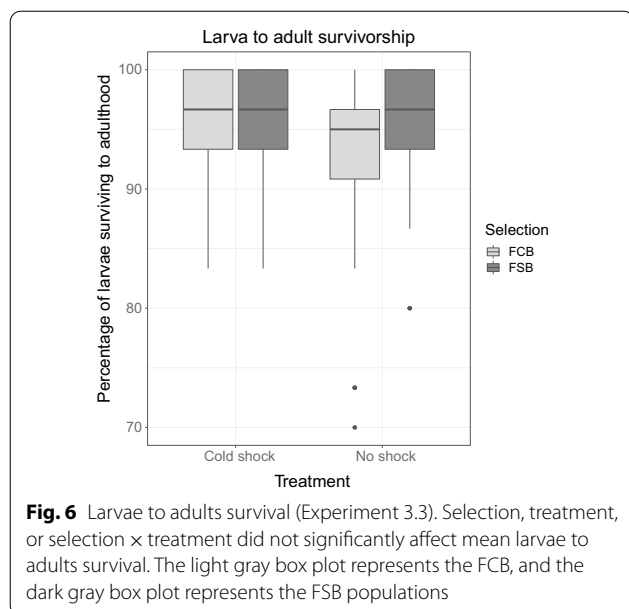 Larva to adult survivorship
Percentage of larvae surviving to adulthood
100
90
80
70
Cold shock
No shock
Treatment
Selection
FCB
FSB
Fig. 6 Larvae to adults survival (Experiment 3.3). Selection, treatment,
or selection × treatment did not significantly affect mean larvae to
adults survival. The light gray box plot represents the FCB, and the
dark gray box plot represents the FSB populations